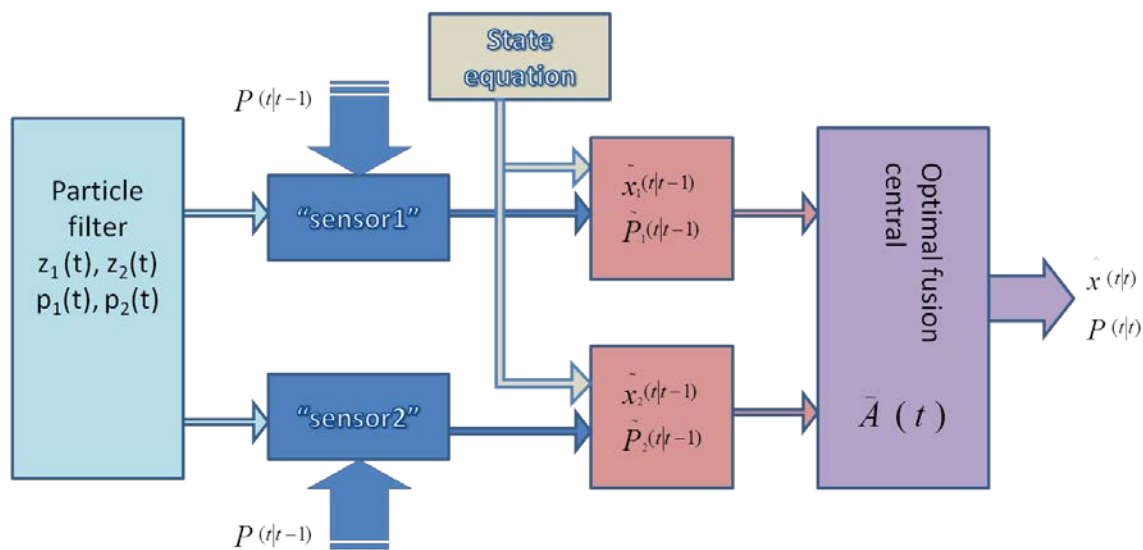 State
equation
P (t|t−1)
Particle
filter
z₁(t), z₂(t)
p₁(t), p₂(t)
“sensor1”
x̃₁(t|t−1)
P̃₁(t|t−1)
Optimal fusion
central
Ā (t)
x̂ (t|t)
P (t|t)
“sensor2”
x̃₂(t|t−1)
P̃₂(t|t−1)
P (t|t−1)